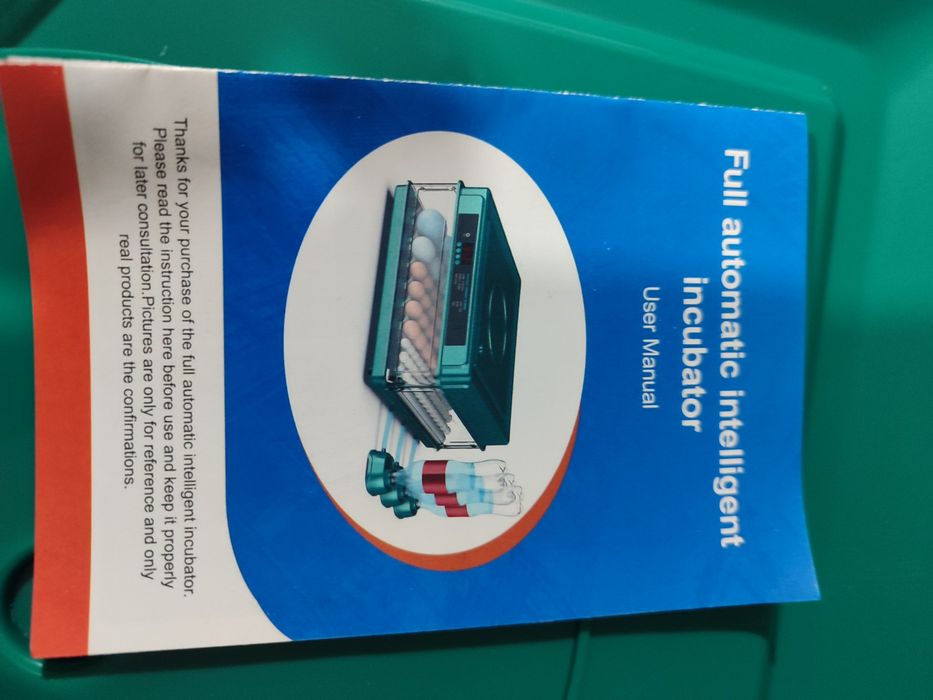 Full automatic intelligent
incubator
User Manual
Thanks for your purchase of the full automatic intelligent incubator.
Please read the instruction here before use and keep it properly
for later consultation.Pictures are only for reference and only
real products are the confirmations.